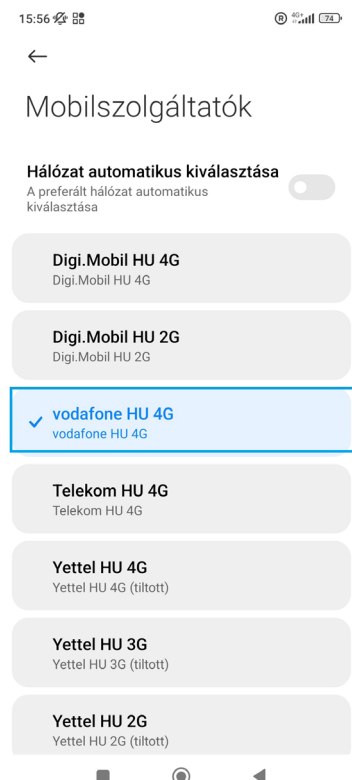 15:56
4G+
74
Mobilszolgáltatók
Hálózat automatikus kiválasztása
A preferált hálózat automatikus
kiválasztása
Digi.Mobil HU 4G
Digi.Mobil HU 4G
Digi.Mobil HU 2G
Digi.Mobil HU 2G
vodafone HU 4G
vodafone HU 4G
Telekom HU 4G
Telekom HU 4G
Yettel HU 4G
Yettel HU 4G (tiltott)
Yettel HU 3G
Yettel HU 3G (tiltott)
Yettel HU 2G
Yettel HU 2G (tiltott)